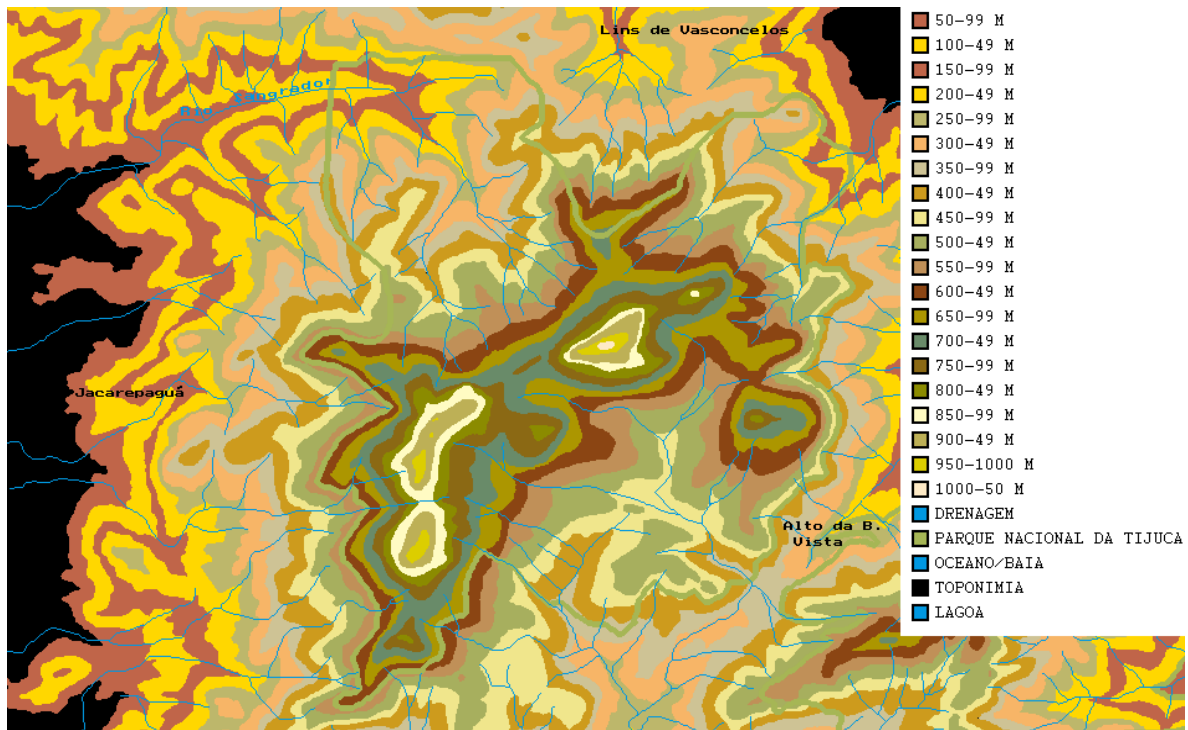 Lins de Vasconcelos
Rio Sangrador
Jacarepaguá
Alto da B.
Vista
50-99 M
100-49 M
150-99 M
200-49 M
250-99 M
300-49 M
350-99 M
400-49 M
450-99 M
500-49 M
550-99 M
600-49 M
650-99 M
700-49 M
750-99 M
800-49 M
850-99 M
900-49 M
950-1000 M
1000-50 M
DRENAGEM
PARQUE NACIONAL DA TIJUCA
OCEANO/BAIA
TOPONIMIA
LAGOA